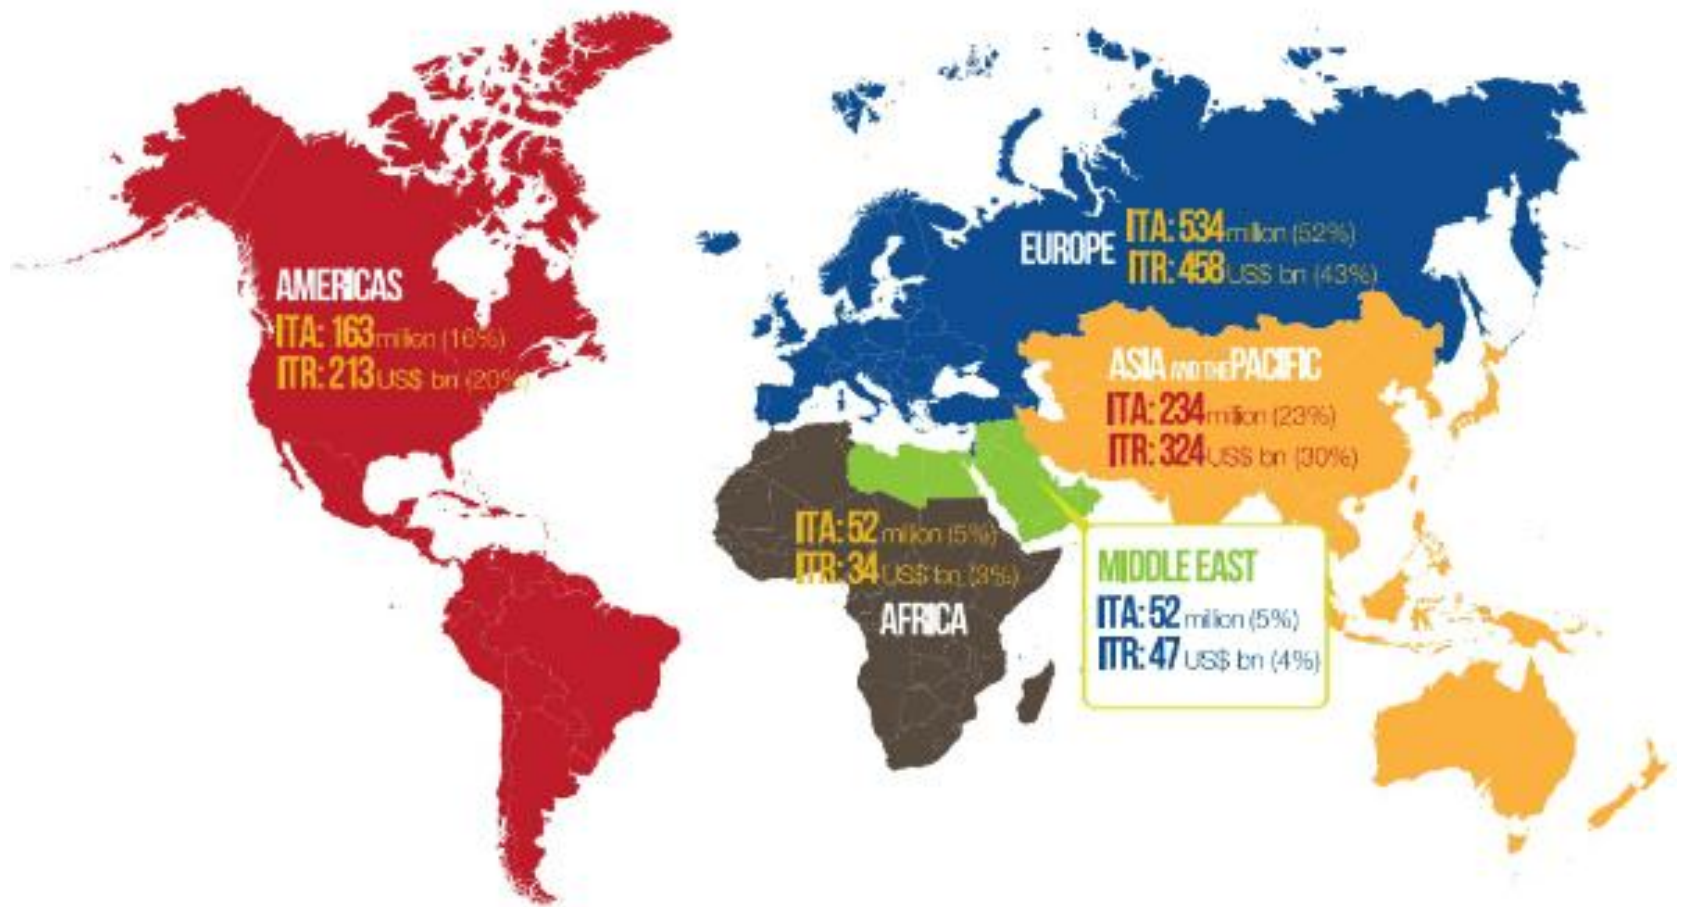 AMERICAS
ITA: 163 million (16%)
ITR: 213 US$ bn (20%)
EUROPE
ITA: 534 million (52%)
ITR: 458 US$ bn (43%)
ASIA AND THE PACIFIC
ITA: 234 million (23%)
ITR: 324 US$ bn (30%)
ITA: 52 million (5%)
ITR: 34 US$ bn (3%)
AFRICA
MIDDLE EAST
ITA: 52 million (5%)
ITR: 47 US$ bn (4%)